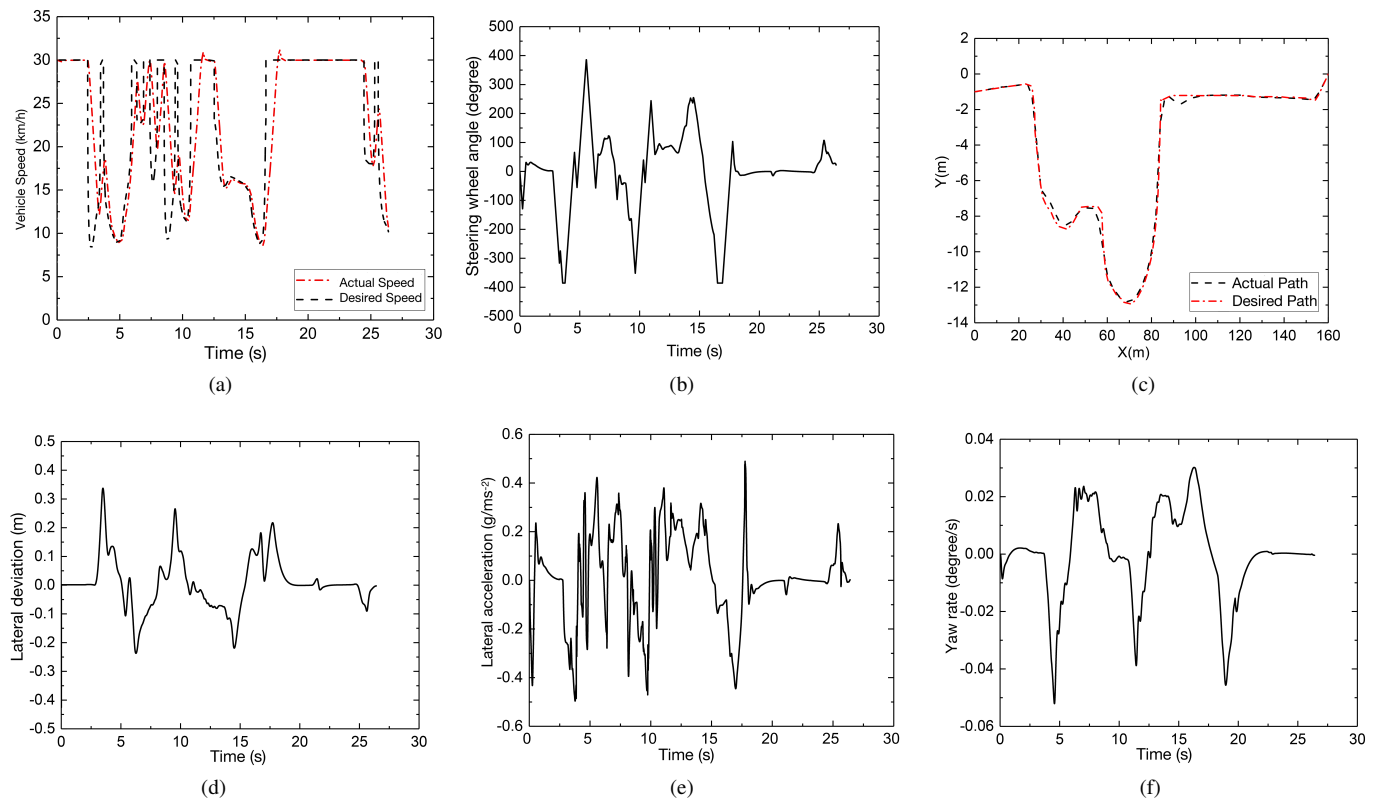 35
30
25
20
15
10
5
0
Vehicle Speed (km/h)
Actual Speed
Desired Speed
0 5 10 15 20 25 30
Time (s)
(a)
500
400
300
200
100
0
-100
-200
-300
-400
-500
Steering wheel angle (degree)
0 5 10 15 20 25 30
Time (s)
(b)
2
0
-2
-4
-6
-8
-10
-12
-14
Y(m)
Actual Path
Desired Path
0 20 40 60 80 100 120 140 160
X(m)
(c)
0.5
0.4
0.3
0.2
0.1
0.0
-0.1
-0.2
-0.3
-0.4
-0.5
Lateral deviation (m)
0 5 10 15 20 25 30
Time (s)
(d)
0.6
0.4
0.2
0.0
-0.2
-0.4
-0.6
Lateral acceleration (g/ms⁻²)
0 5 10 15 20 25 30
Time (s)
(e)
0.04
0.02
0.00
-0.02
-0.04
-0.06
Yaw rate (degree/s)
0 5 10 15 20 25 30
Time (s)
(f)